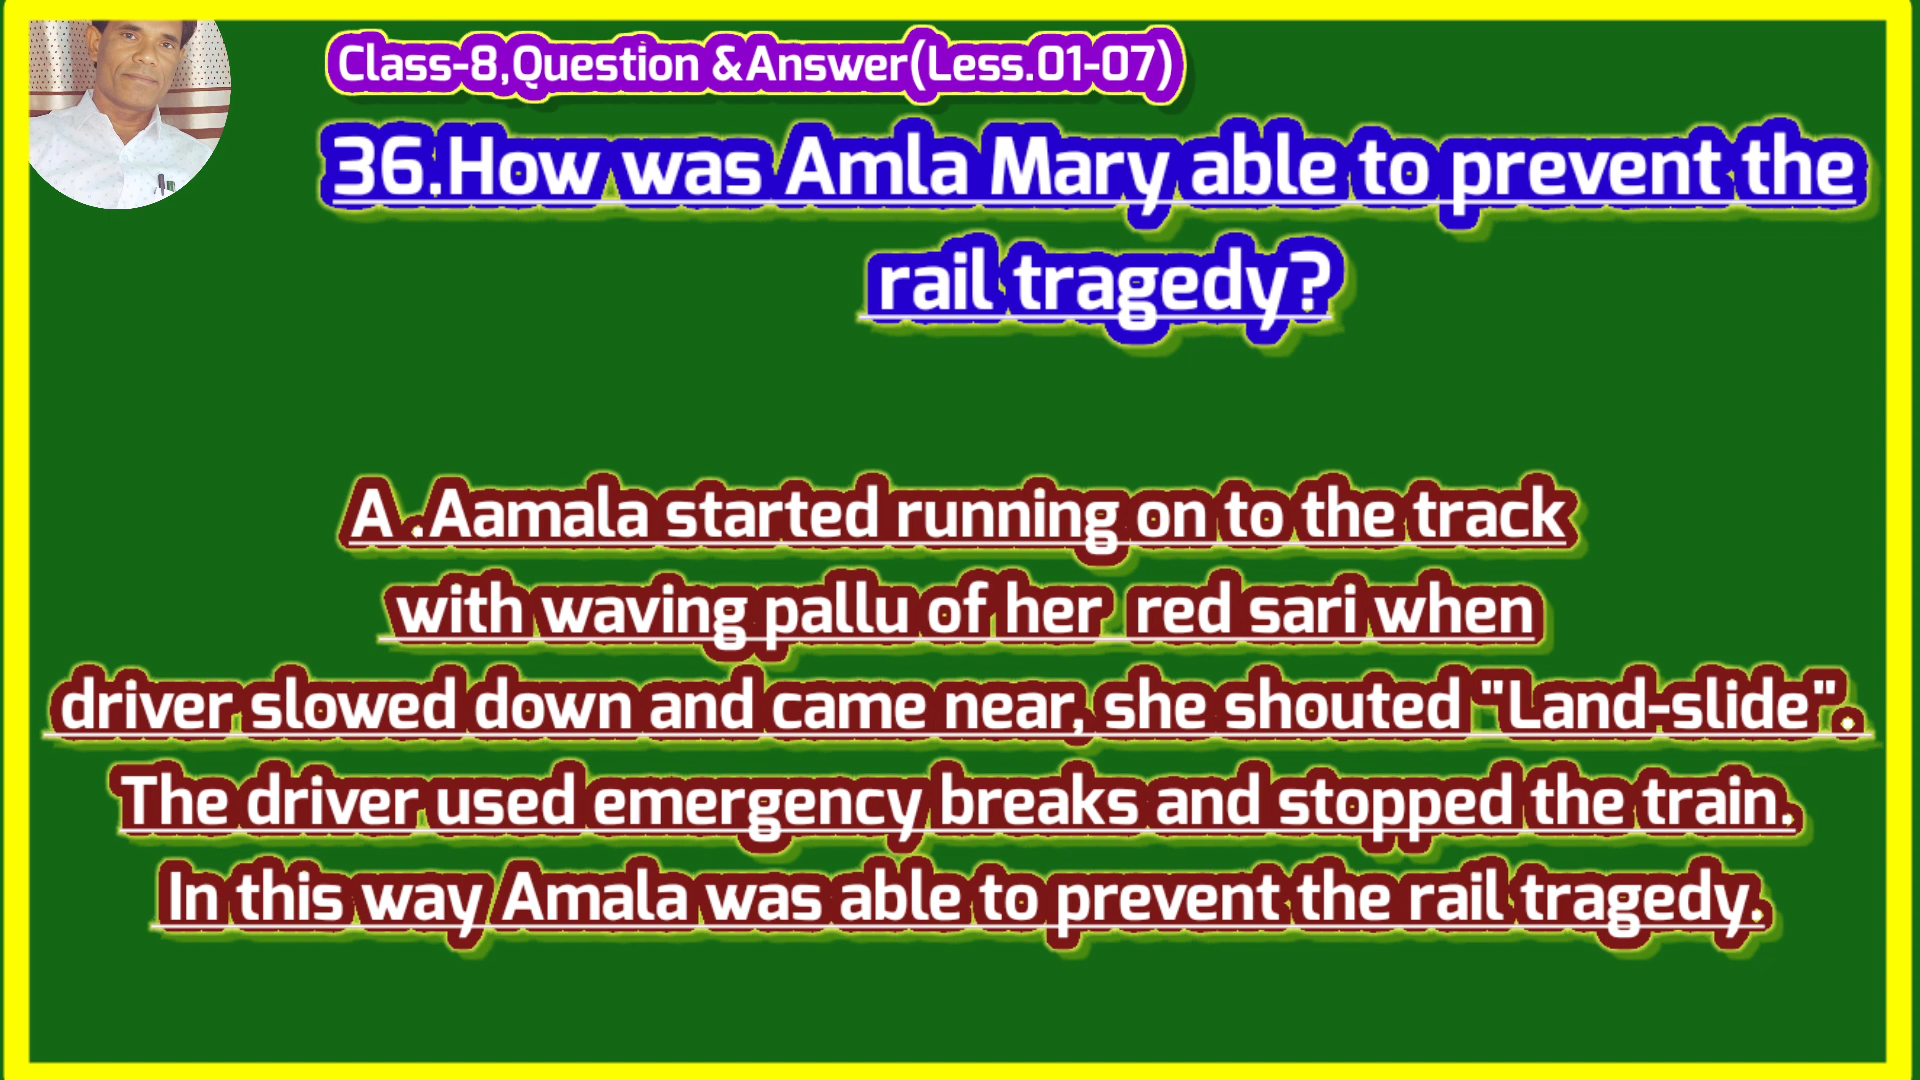 Class-8,Question &Answer(Less.01-07)
36.How was Amla Mary able to prevent the
rail tragedy?
A .Aamala started running on to the track
with waving pallu of her red sari when
driver slowed down and came near, she shouted "Land-slide".
The driver used emergency breaks and stopped the train.
In this way Amala was able to prevent the rail tragedy.